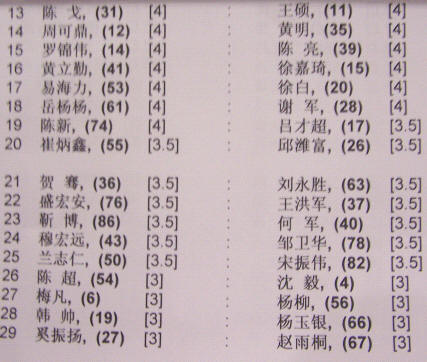 13 陈 戈, (31) [4] : 王硕, (11) [4]
14 周可鼎, (12) [4] : 黄明, (35) [4]
15 罗锦伟, (14) [4] : 陈 亮, (39) [4]
16 黄立勤, (41) [4] : 徐嘉琦, (15) [4]
17 易海力, (53) [4] : 徐白, (20) [4]
18 岳杨杨, (61) [4] : 谢 军, (28) [4]
19 陈新, (74) [4] : 吕才超, (17) [3.5]
20 崔炳鑫, (55) [3.5] : 邱潍富, (26) [3.5]
21 贺 骞, (36) [3.5] : 刘永胜, (63) [3.5]
22 盛宏安, (76) [3.5] : 王洪军, (37) [3.5]
23 靳 博, (86) [3.5] : 何 军, (40) [3.5]
24 穆宏远, (43) [3.5] : 邹卫华, (78) [3.5]
25 兰志仁, (50) [3.5] : 宋振伟, (82) [3.5]
26 陈 超, (54) [3] : 沈 毅, (4) [3]
27 梅凡, (6) [3] : 杨柳, (56) [3]
28 韩 帅, (19) [3] : 杨玉银, (66) [3]
29 奚振扬, (27) [3] : 赵雨桐, (67) [3]